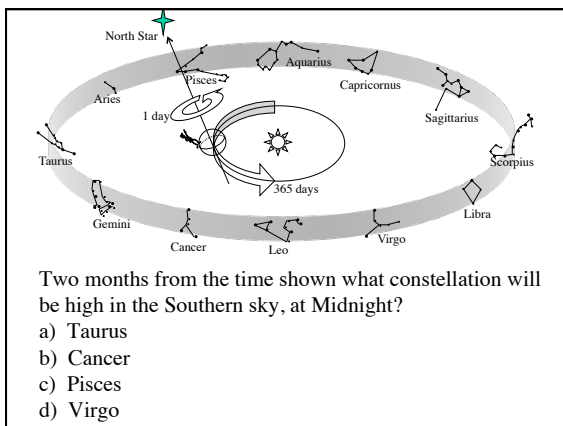 North Star
Pisces
Aquarius
Capricornus
Aries
Sagittarius
1 day
Taurus
Scorpius
365 days
Gemini
Libra
Cancer
Leo
Virgo
Two months from the time shown what constellation will
be high in the Southern sky, at Midnight?
a) Taurus
b) Cancer
c) Pisces
d) Virgo